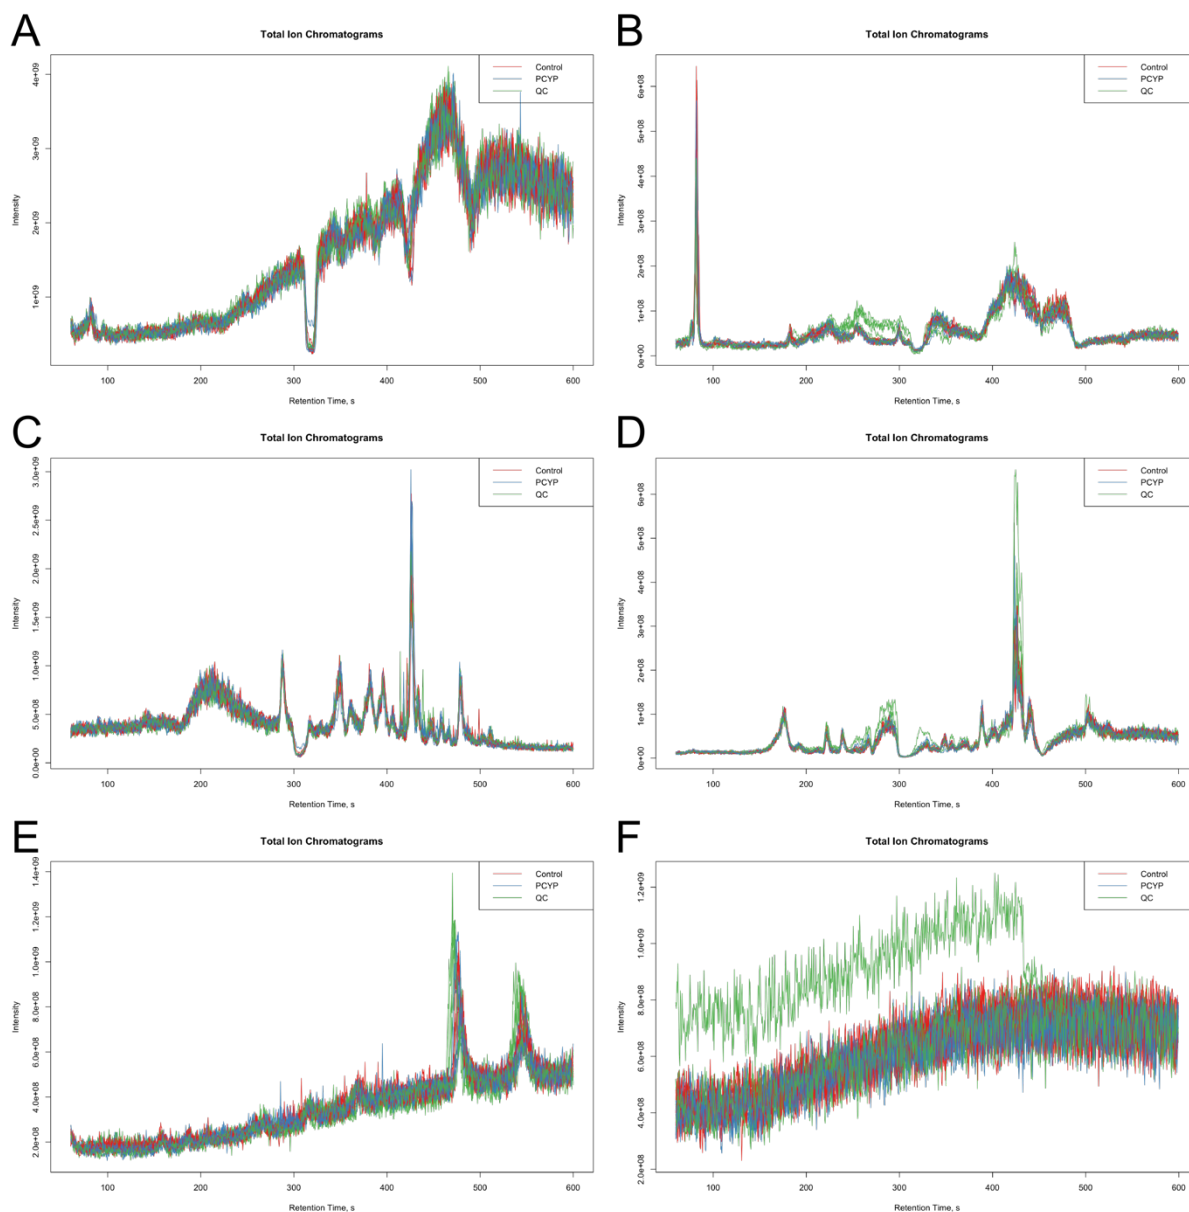 A
Total Ion Chromatograms
Control
PCYP
QC
Intensity
4e+09
3e+09
2e+09
1e+09
100 200 300 400 500 600
Retention Time, s
B
Total Ion Chromatograms
Control
PCYP
QC
Intensity
6e+08
5e+08
4e+08
3e+08
2e+08
1e+08
0e+00
100 200 300 400 500 600
Retention Time, s
C
Total Ion Chromatograms
Control
PCYP
QC
Intensity
3.0e+09
2.5e+09
2.0e+09
1.5e+09
1.0e+09
5.0e+08
0.0e+00
100 200 300 400 500 600
Retention Time, s
D
Total Ion Chromatograms
Control
PCYP
QC
Intensity
6e+08
5e+08
4e+08
3e+08
2e+08
1e+08
0e+00
100 200 300 400 500 600
Retention Time, s
E
Total Ion Chromatograms
Control
PCYP
QC
Intensity
1.4e+09
1.2e+09
1.0e+09
8.0e+08
6.0e+08
4.0e+08
2.0e+08
100 200 300 400 500 600
Retention Time, s
F
Total Ion Chromatograms
Control
PCYP
QC
Intensity
1.2e+09
1.0e+09
8.0e+08
6.0e+08
4.0e+08
2.0e+08
100 200 300 400 500 600
Retention Time, s